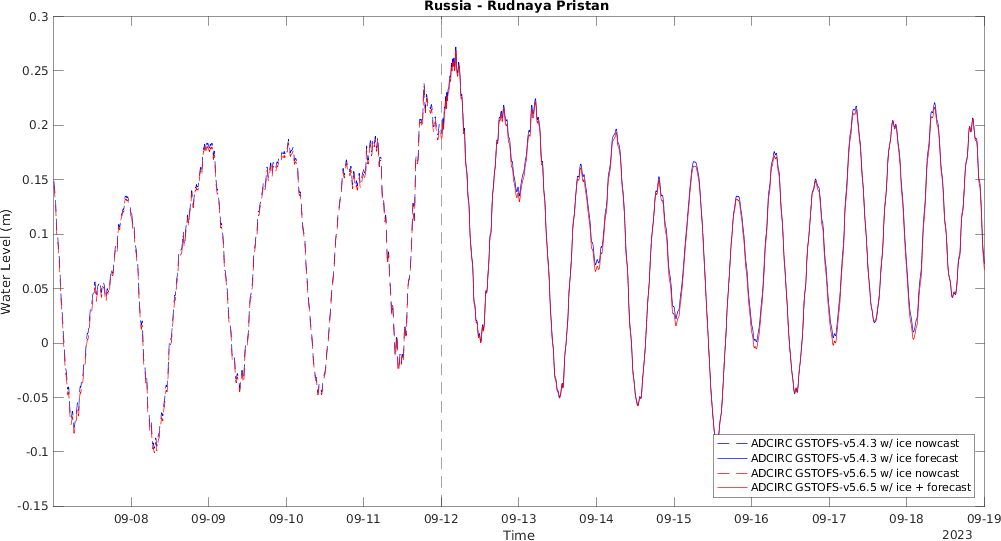 Russia - Rudnaya Pristan
0.3
0.25
0.2
0.15
0.1
0.05
0
-0.05
-0.1
-0.15
Water Level (m)
ADCIRC GSTOFS-v5.4.3 w/ ice nowcast
ADCIRC GSTOFS-v5.4.3 w/ ice forecast
ADCIRC GSTOFS-v5.6.5 w/ ice nowcast
ADCIRC GSTOFS-v5.6.5 w/ ice + forecast
09-08 09-09 09-10 09-11 09-12 09-13 09-14 09-15 09-16 09-17 09-18 09-19
Time
2023